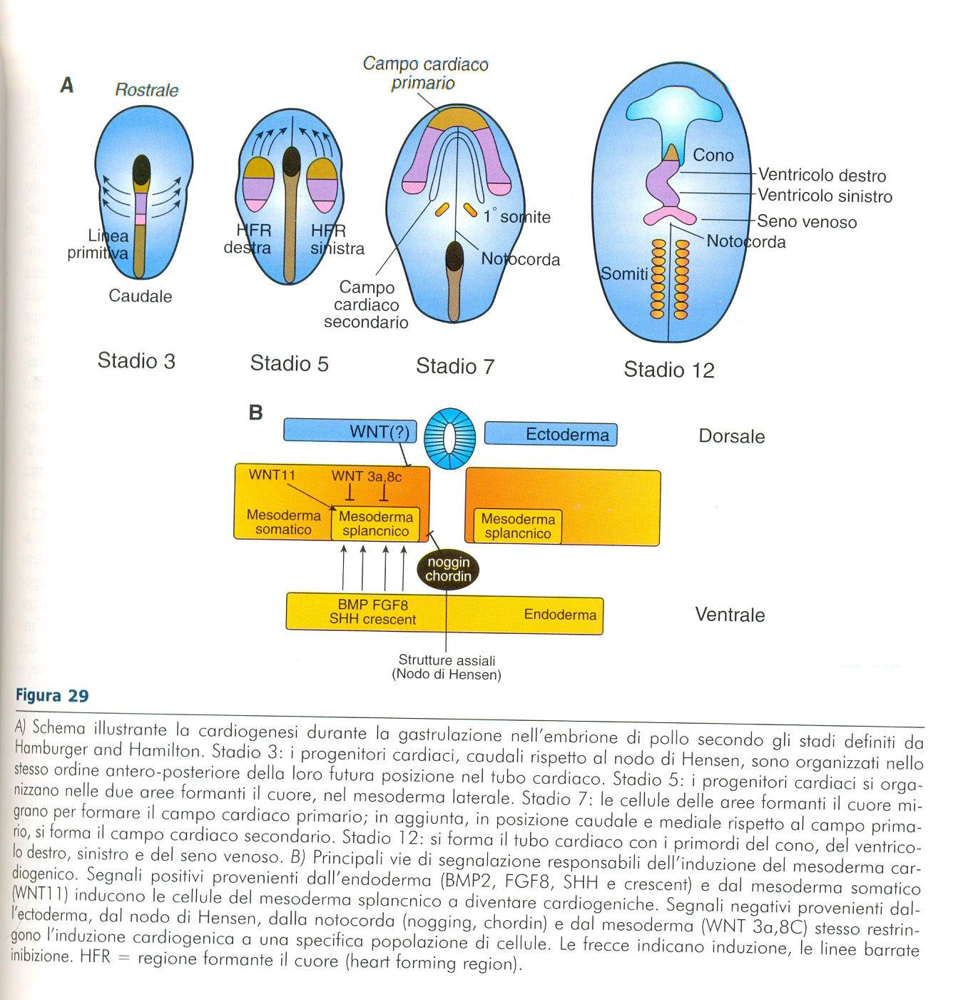 A
Rostrale
Linea
primitiva
Caudale
Stadio 3
HFR
destra
HFR
sinistra
Stadio 5
Campo cardiaco
primario
1° somite
Notocorda
Campo
cardiaco
secondario
Stadio 7
Cono
Ventricolo destro
Ventricolo sinistro
Seno venoso
Notocorda
Somiti
Stadio 12
B
WNT(?)
Ectoderma
Dorsale
WNT11
WNT 3a,8c
Mesoderma
somatico
Mesoderma
splancnico
Mesoderma
splancnico
noggin
chordin
BMP FGF8
SHH crescent
Endoderma
Ventrale
Strutture assiali
(Nodo di Hensen)
Figura 29
A) Schema illustrante la cardiogenesi durante la gastrulazione nell'embrione di pollo secondo gli stadi definiti da
Hamburger and Hamilton. Stadio 3: i progenitori cardiaci, caudali rispetto al nodo di Hensen, sono organizzati nello
stesso ordine antero-posteriore della loro futura posizione nel tubo cardiaco. Stadio 5: i progenitori cardiaci si orga-
nizzano nelle due aree formanti il cuore, nel mesoderma laterale. Stadio 7: le cellule delle aree formanti il cuore mi-
grano per formare il campo cardiaco primario; in aggiunta, in posizione caudale e mediale rispetto al campo prima-
rio, si forma il campo cardiaco secondario. Stadio 12: si forma il tubo cardiaco con i primordi del cono, del ventrico-
lo destro, sinistro e del seno venoso. B) Principali vie di segnalazione responsabili dell'induzione del mesoderma car-
diogenico. Segnali positivi provenienti dall'endoderma (BMP2, FGF8, SHH e crescent) e dal mesoderma somatico
(WNT11) inducono le cellule del mesoderma splancnico a diventare cardiogeniche. Segnali negativi provenienti dal-
l'ectoderma, dal nodo di Hensen, dalla notocorda (nogging, chordin) e dal mesoderma (WNT 3a,8C) stesso restrin-
gono l'induzione cardiogenica a una specifica popolazione di cellule. Le frecce indicano induzione, le linee barrate
inibizione. HFR = regione formante il cuore (heart forming region).